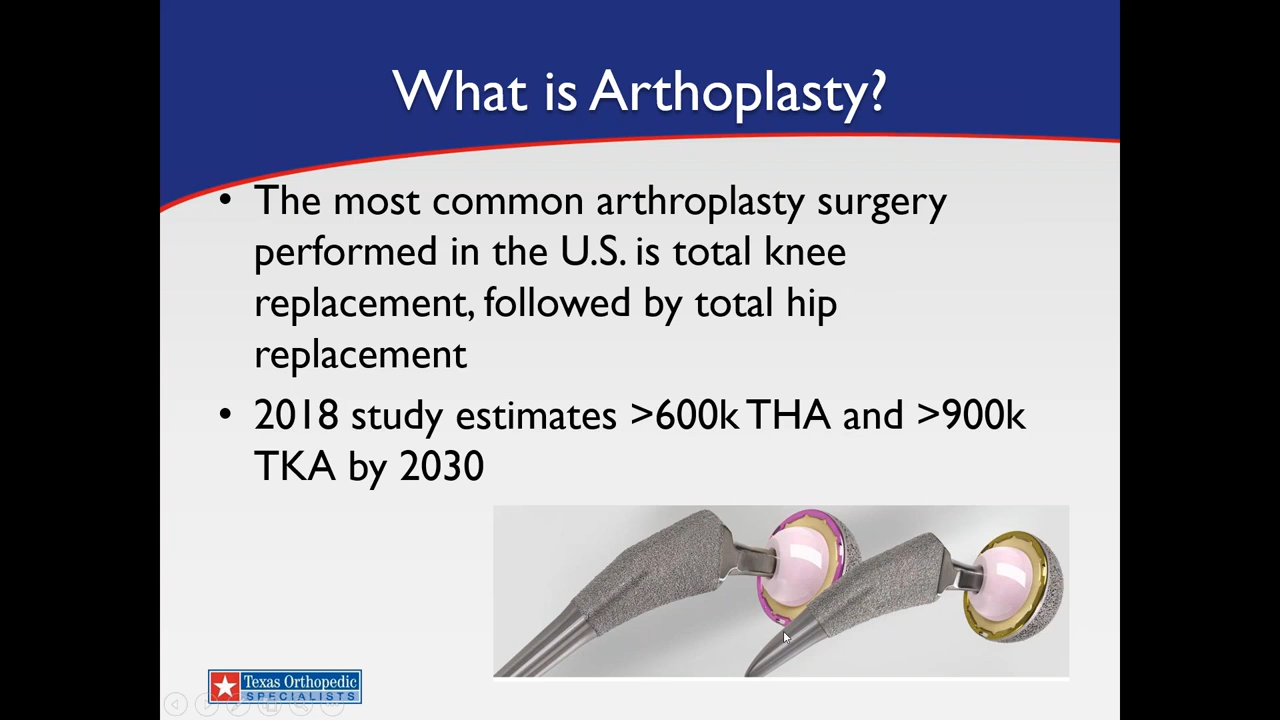 What is Arthoplasty?
• The most common arthroplasty surgery
performed in the U.S. is total knee
replacement, followed by total hip
replacement
• 2018 study estimates >600k THA and >900k
TKA by 2030
Texas Orthopedic
SPECIALISTS